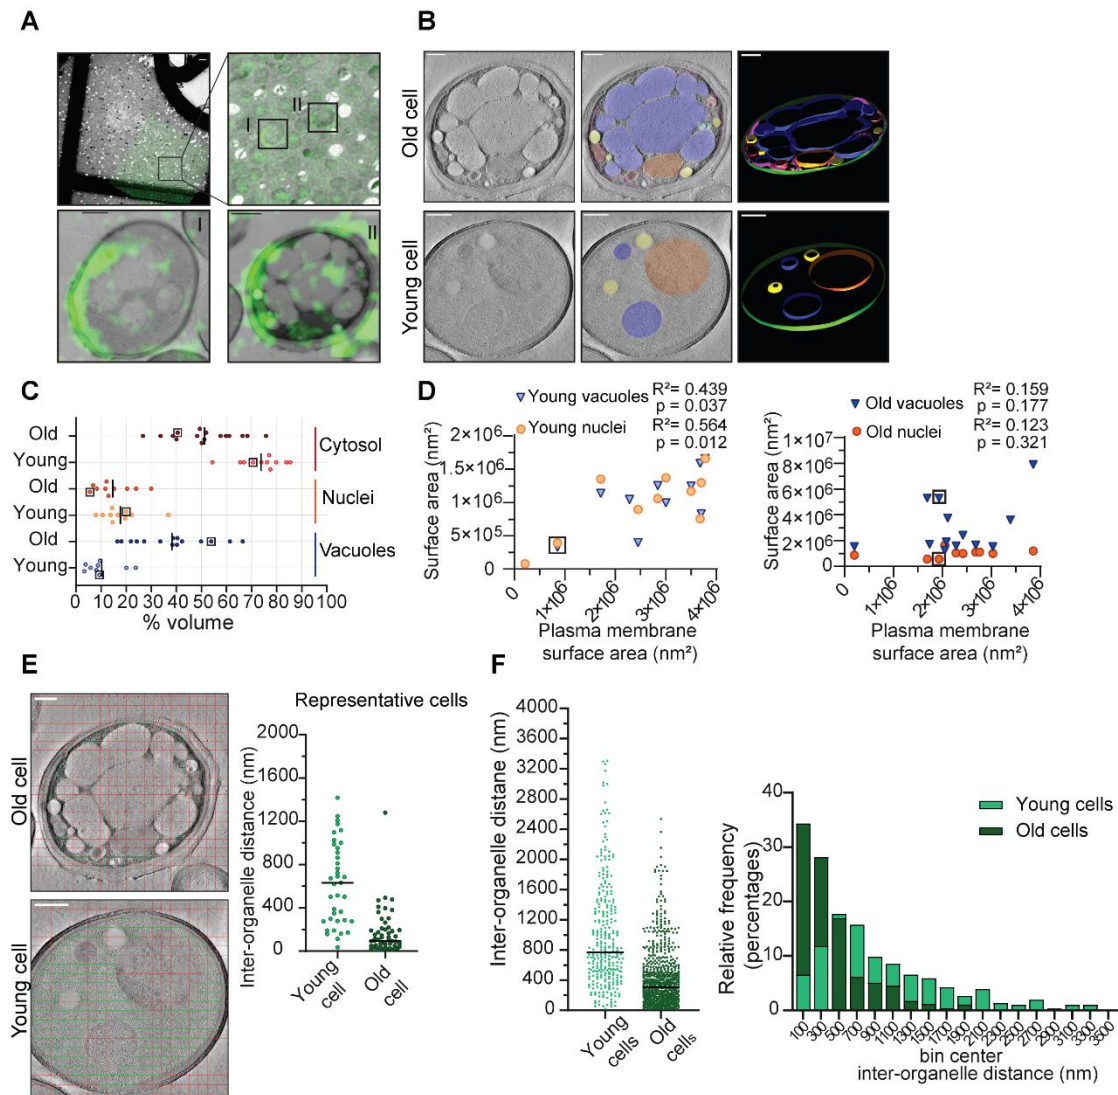 A
I
II
I
II
B
Old cell
Young cell
C
Old
Young
Cytosol
Old
Young
Nuclei
Old
Young
Vacuoles
0 10 20 30 40 50 60 70 80 90 100
% volume
D
Young vacuoles
R²= 0.439
p = 0.037
Young nuclei
R²= 0.564
p = 0.012
Surface area (nm²)
2×10⁶
1.5×10⁶
1×10⁶
5×10⁵
0
0 1×10⁶ 2×10⁶ 3×10⁶ 4×10⁶
Plasma membrane
surface area (nm²)
Old vacuoles
R²= 0.159
p = 0.177
Old nuclei
R²= 0.123
p = 0.321
Surface area (nm²)
1×10⁷
8×10⁶
6×10⁶
4×10⁶
2×10⁶
0
0 1×10⁶ 2×10⁶ 3×10⁶ 4×10⁶
Plasma membrane
surface area (nm²)
E
Old cell
Young cell
Representative cells
Inter-organelle distance (nm)
2000
1600
1200
800
400
0
Young
cell
Old
cell
F
Inter-organelle distane (nm)
4000
3600
3200
2800
2400
2000
1600
1200
800
400
0
Young
cells
Old
cells
Young cells
Old cells
Relative frequency
(percentages)
40
30
20
10
0
100 300 500 700 900 1100 1300 1500 1700 1900 2100 2300 2500 2700 2900 3100 3300 3500
bin center
inter-organelle distance (nm)